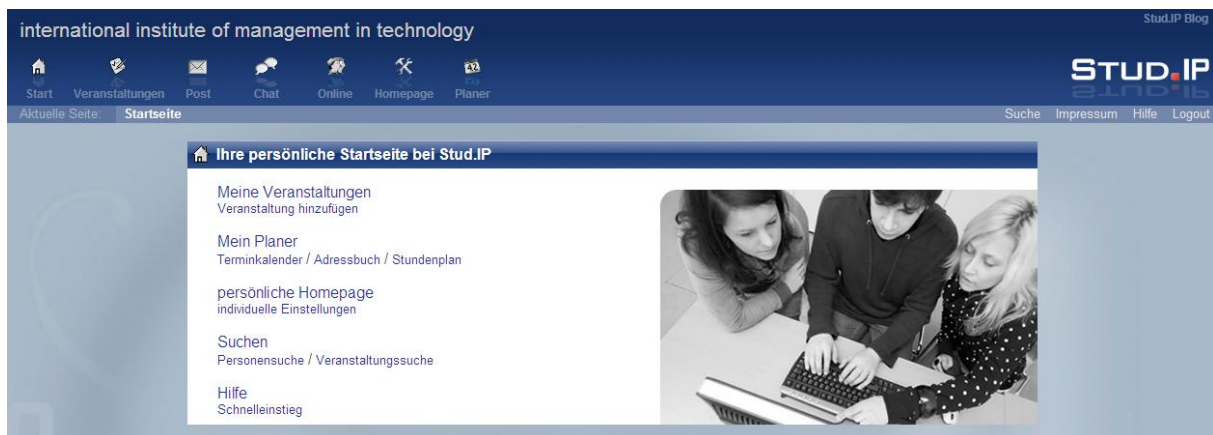 Stud.IP Blog
international institute of management in technology
42
Start Veranstaltungen Post Chat Online Homepage Planer
STUD.IP
Aktuelle Seite: Startseite Suche Impressum Hilfe Logout
Ihre persönliche Startseite bei Stud.IP
Meine Veranstaltungen
Veranstaltung hinzufügen
Mein Planer
Terminkalender / Adressbuch / Stundenplan
persönliche Homepage
individuelle Einstellungen
Suchen
Personensuche / Veranstaltungssuche
Hilfe
Schnelleinstieg